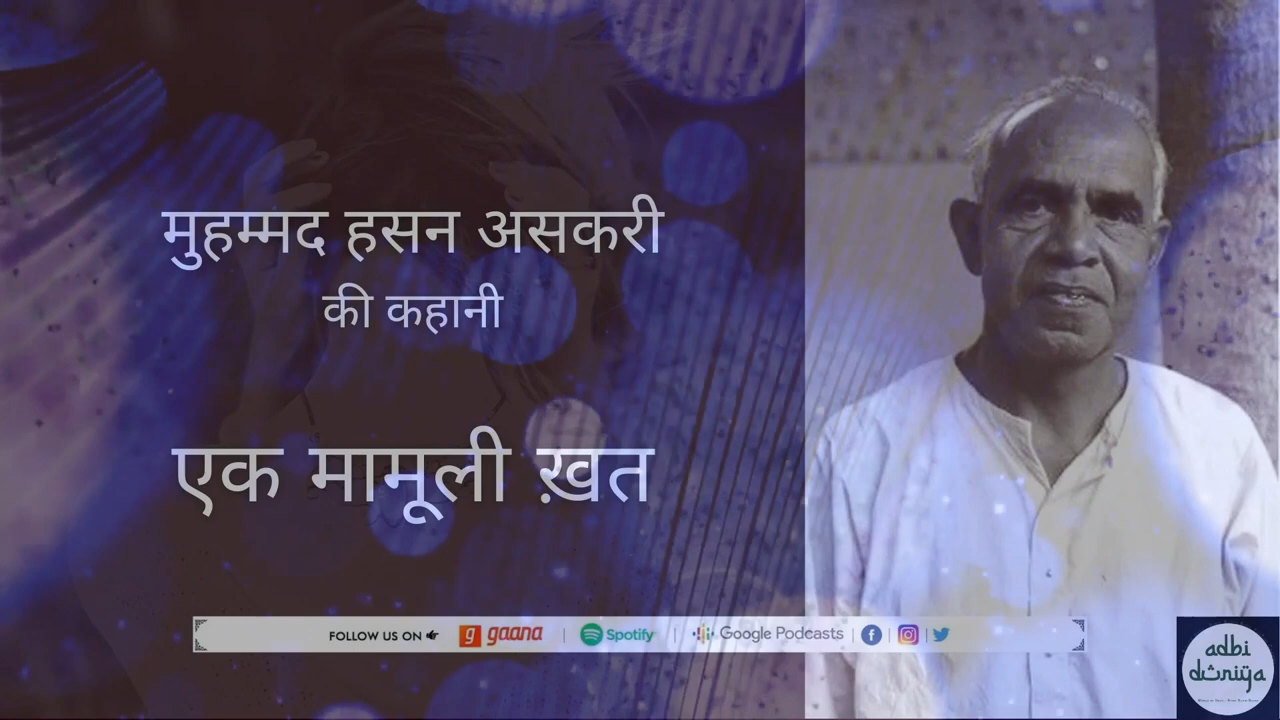 मुहम्मद हसन असकरी
की कहानी
एक मामूली ख़त
FOLLOW US ON gaana | Spotify | Google Podcasts
adbi
duniya